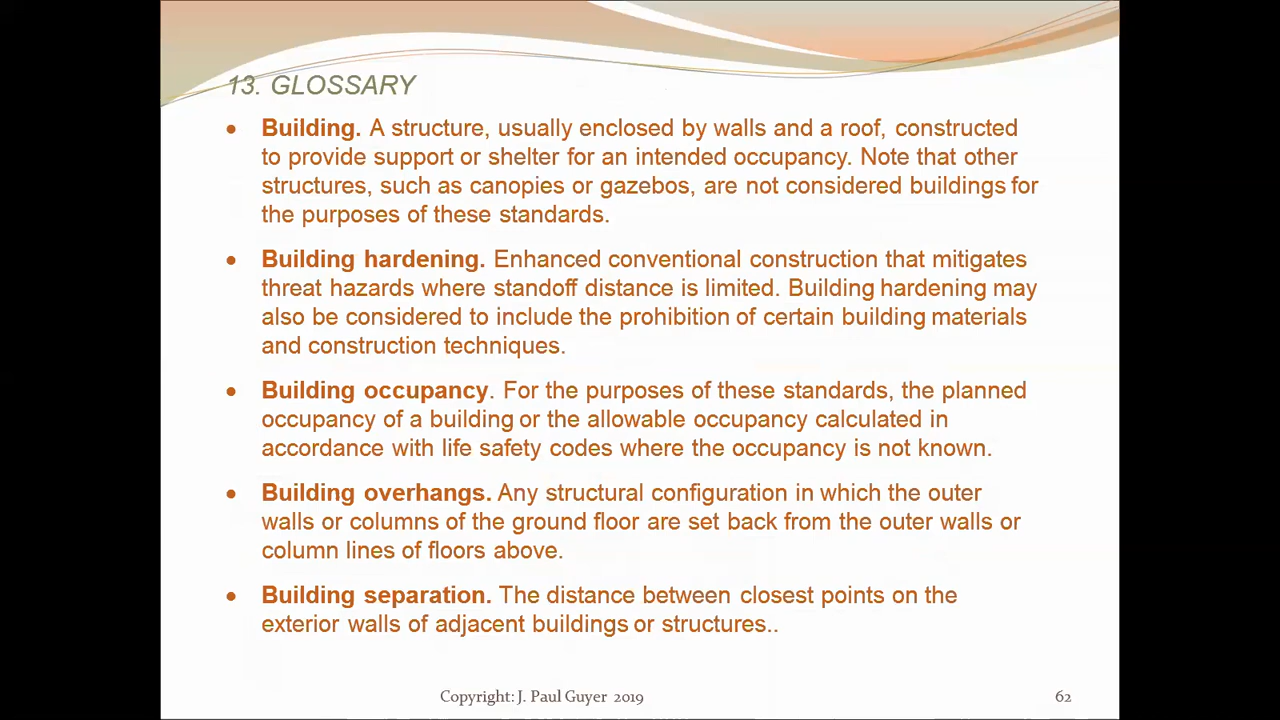 13. GLOSSARY
• Building. A structure, usually enclosed by walls and a roof, constructed
to provide support or shelter for an intended occupancy. Note that other
structures, such as canopies or gazebos, are not considered buildings for
the purposes of these standards.
• Building hardening. Enhanced conventional construction that mitigates
threat hazards where standoff distance is limited. Building hardening may
also be considered to include the prohibition of certain building materials
and construction techniques.
• Building occupancy. For the purposes of these standards, the planned
occupancy of a building or the allowable occupancy calculated in
accordance with life safety codes where the occupancy is not known.
• Building overhangs. Any structural configuration in which the outer
walls or columns of the ground floor are set back from the outer walls or
column lines of floors above.
• Building separation. The distance between closest points on the
exterior walls of adjacent buildings or structures..
Copyright: J. Paul Guyer 2019
62